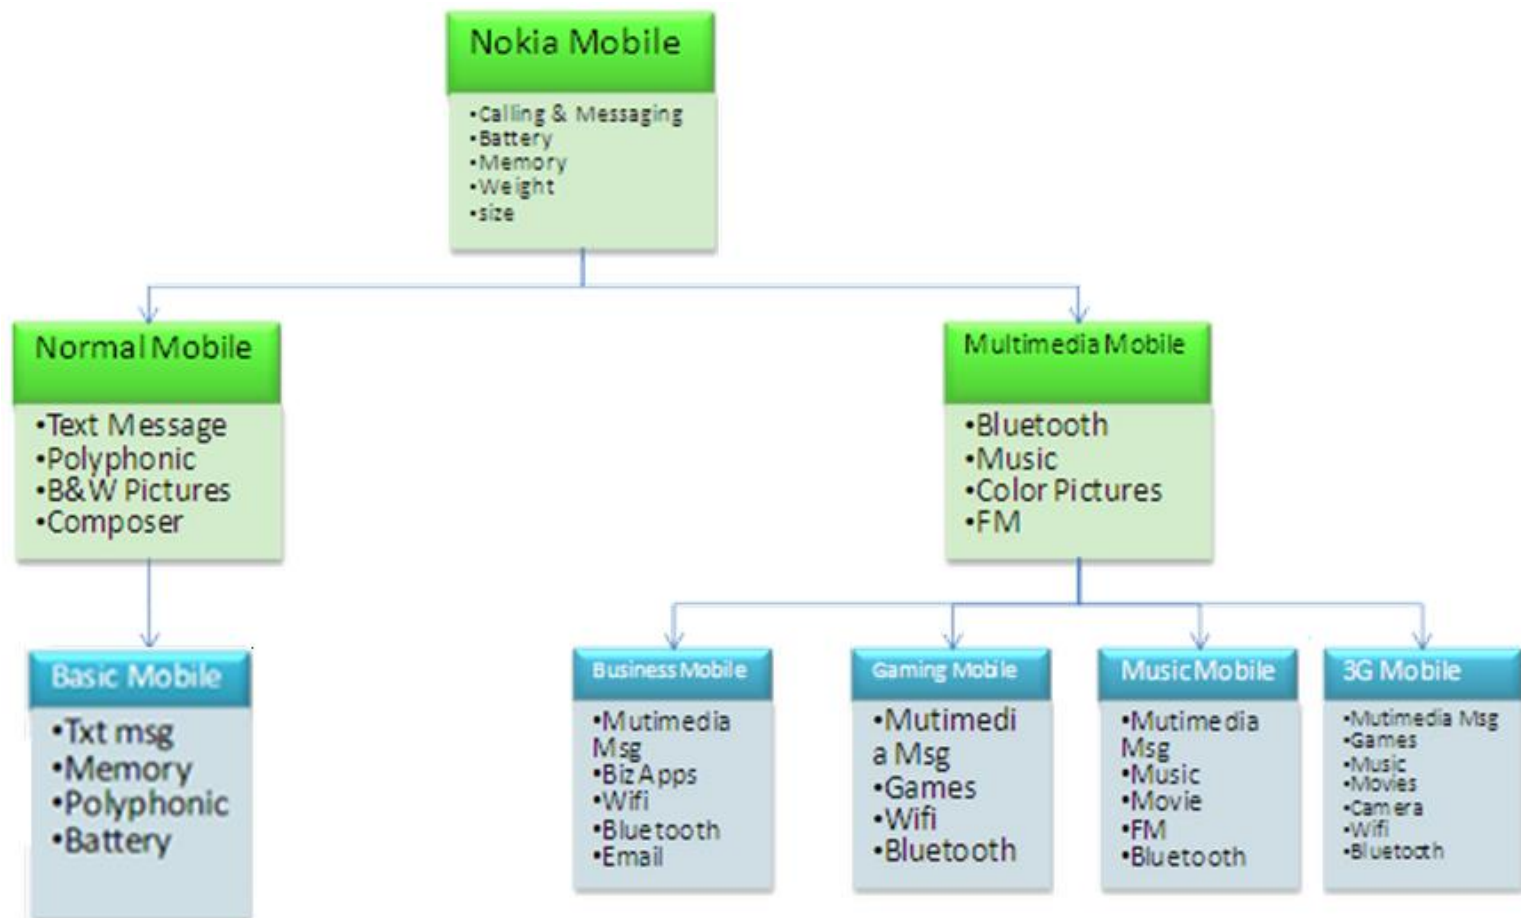 Nokia Mobile
•Calling & Messaging
•Battery
•Memory
•Weight
•size
Normal Mobile
•Text Message
•Polyphonic
•B&W Pictures
•Composer
Multimedia Mobile
•Bluetooth
•Music
•Color Pictures
•FM
Basic Mobile
•Txt msg
•Memory
•Polyphonic
•Battery
Business Mobile
•Mutimedia
Msg
•Biz Apps
•Wifi
•Bluetooth
•Email
Gaming Mobile
•Mutimedi
a Msg
•Games
•Wifi
•Bluetooth
Music Mobile
•Mutimedia
Msg
•Music
•Movie
•FM
•Bluetooth
3G Mobile
•Mutimedia Msg
•Games
•Music
•Movies
•Camera
•Wifi
•Bluetooth